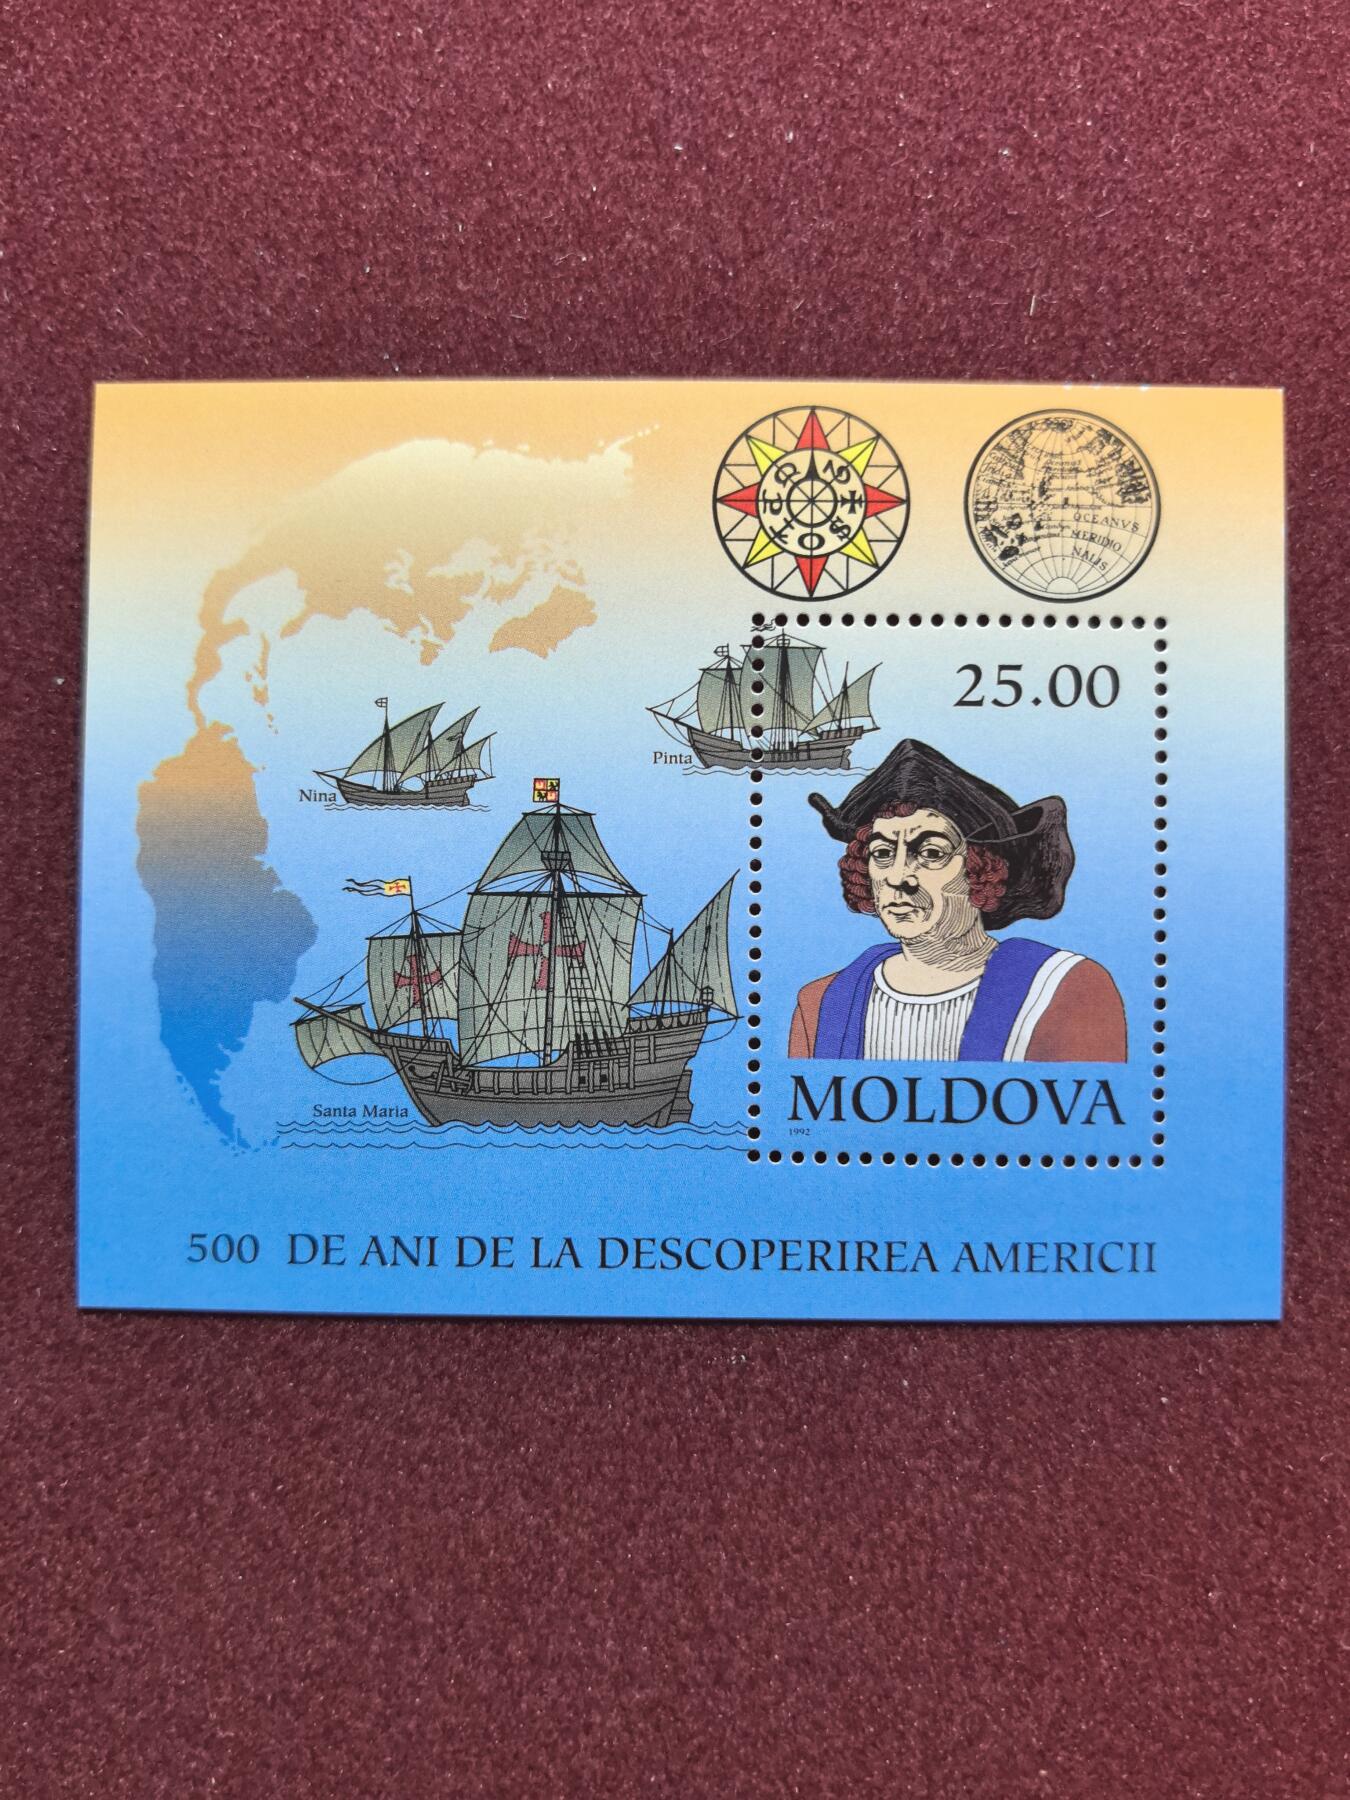 OCEANVS
MERIDIO
NALIS
25.00
Pinta
Nina
Santa Maria
MOLDOVA
1992
500 DE ANI DE LA DESCOPERIREA AMERICII